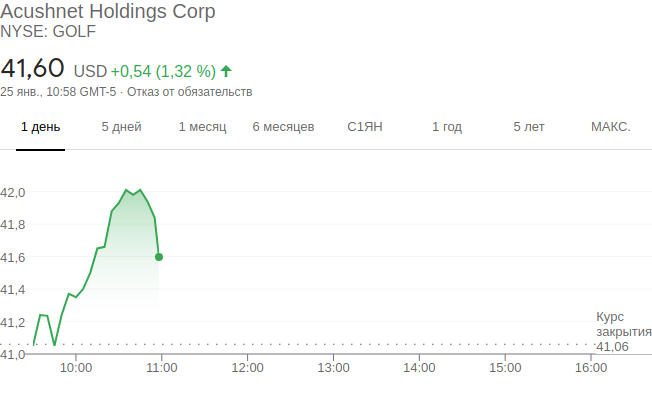 Acushnet Holdings Corp
NYSE: GOLF
41,60 USD +0,54 (1,32 %)
25 янв., 10:58 GMT-5 · Отказ от обязательств
1 день 5 дней 1 месяц 6 месяцев С1ЯН 1 год 5 лет МАКС.
42,0
41,8
41,6
41,4
41,2
41,0
Курс
закрытия
41,06
10:00 11:00 12:00 13:00 14:00 15:00 16:00